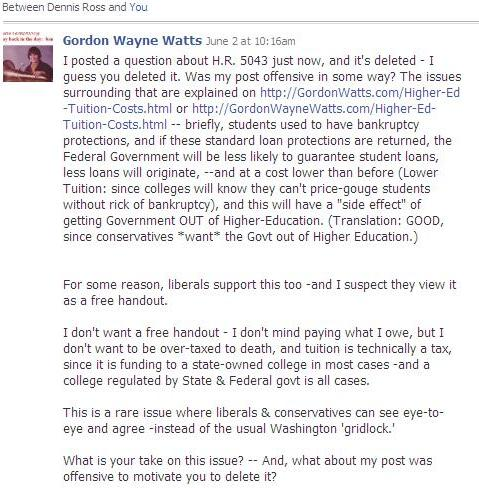 Between Dennis Ross and You
Gordon Wayne Watts June 2 at 10:16am
I posted a question about H.R. 5043 just now, and it's deleted - I
guess you deleted it. Was my post offensive in some way? The issues
surrounding that are explained on http://GordonWatts.com/Higher-Ed
-Tuition-Costs.html or http://GordonWayneWatts.com/Higher-Ed-
Tuition-Costs.html -- briefly, students used to have bankruptcy
protections, and if these standard loan protections are returned, the
Federal Government will be less likely to guarantee student loans,
less loans will originate, --and at a cost lower than before (Lower
Tuition: since colleges will know they can't price-gouge students
without rick of bankruptcy), and this will have a "side effect" of
getting Government OUT of Higher-Education. (Translation: GOOD,
since conservatives *want* the Govt out of Higher Education.)
For some reason, liberals support this too -and I suspect they view it
as a free handout.
I don't want a free handout - I don't mind paying what I owe, but I
don't want to be over-taxed to death, and tuition is technically a tax,
since it is funding to a state-owned college in most cases -and a
college regulated by State & Federal govt is all cases.
This is a rare issue where liberals & conservatives can see eye-to-
eye and agree -instead of the usual Washington 'gridlock.'
What is your take on this issue? -- And, what about my post was
offensive to motivate you to delete it?